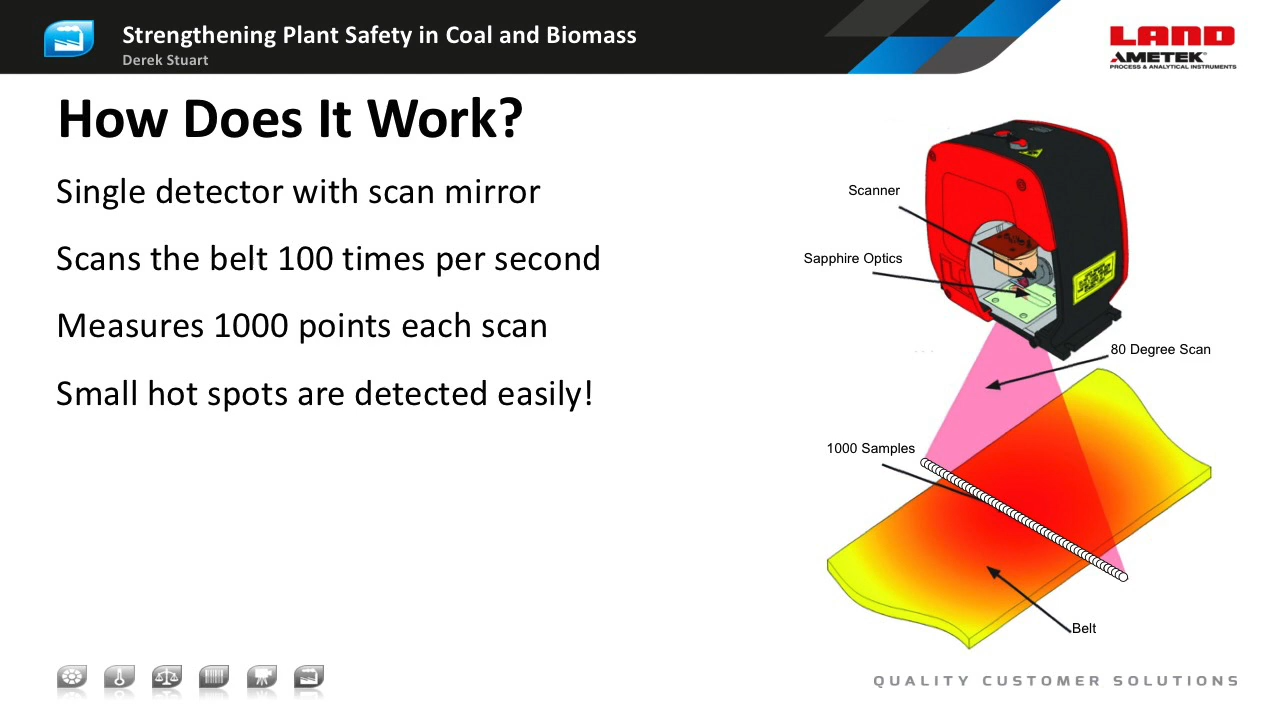 Strengthening Plant Safety in Coal and Biomass
Derek Stuart
LAND
AMETEK
PROCESS & ANALYTICAL INSTRUMENTS
How Does It Work?
Single detector with scan mirror
Scans the belt 100 times per second
Measures 1000 points each scan
Small hot spots are detected easily!
Scanner
Sapphire Optics
80 Degree Scan
1000 Samples
Belt
QUALITY CUSTOMER SOLUTIONS